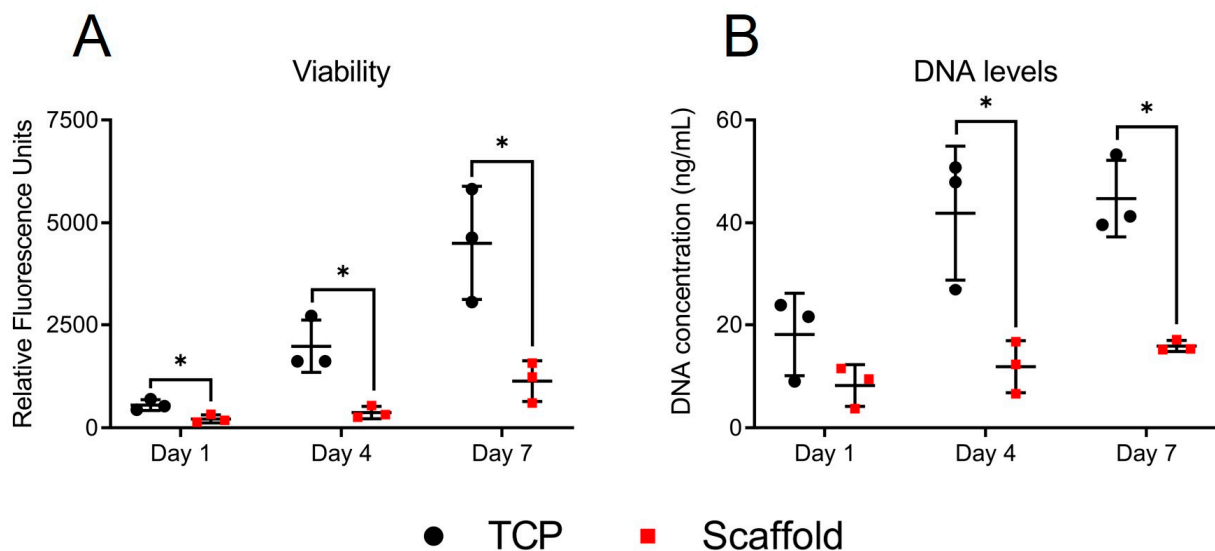 A
Viability
Relative Fluorescence Units
7500
5000
2500
0
*
*
*
Day 1
Day 4
Day 7
B
DNA levels
DNA concentration (ng/mL)
60
40
20
0
*
*
Day 1
Day 4
Day 7
TCP
Scaffold